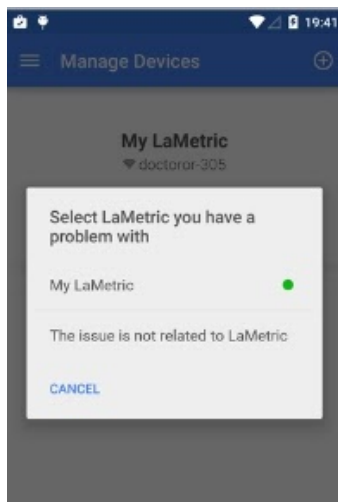 19:41
Manage Devices
My LaMetric
doctoror-305
Select LaMetric you have a
problem with
My LaMetric
The issue is not related to LaMetric
CANCEL